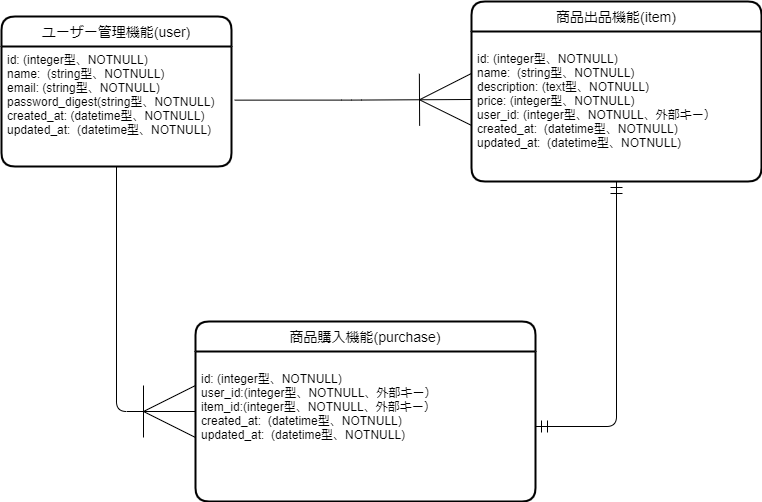 ユーザー管理機能(user)
id: (integer型、NOTNULL)
name:  (string型、NOTNULL)
email: (string型、NOTNULL)
password_digest(string型、NOTNULL)
created_at: (datetime型、NOTNULL)
updated_at:  (datetime型、NOTNULL)
商品出品機能(item)
id: (integer型、NOTNULL)
name:  (string型、NOTNULL)
description: (text型、NOTNULL)
price: (integer型、NOTNULL)
user_id: (integer型、NOTNULL、外部キー）
created_at:  (datetime型、NOTNULL)
updated_at:  (datetime型、NOTNULL)
商品購入機能(purchase)
id: (integer型、NOTNULL)
user_id:(integer型、NOTNULL、外部キー）
item_id:(integer型、NOTNULL、外部キー）
created_at:  (datetime型、NOTNULL)
updated_at:  (datetime型、NOTNULL)